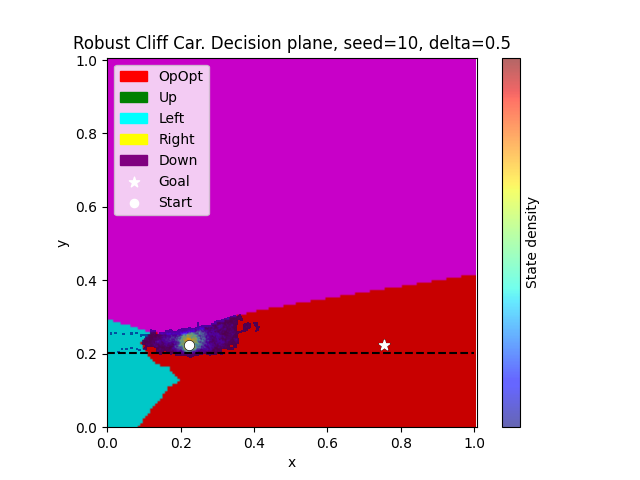 Robust Cliff Car. Decision plane, seed=10, delta=0.5
1.0
0.8
0.6
0.4
0.2
0.0
y
OpOpt
Up
Left
Right
Down
Goal
Start
0.0 0.2 0.4 0.6 0.8 1.0
x
State density